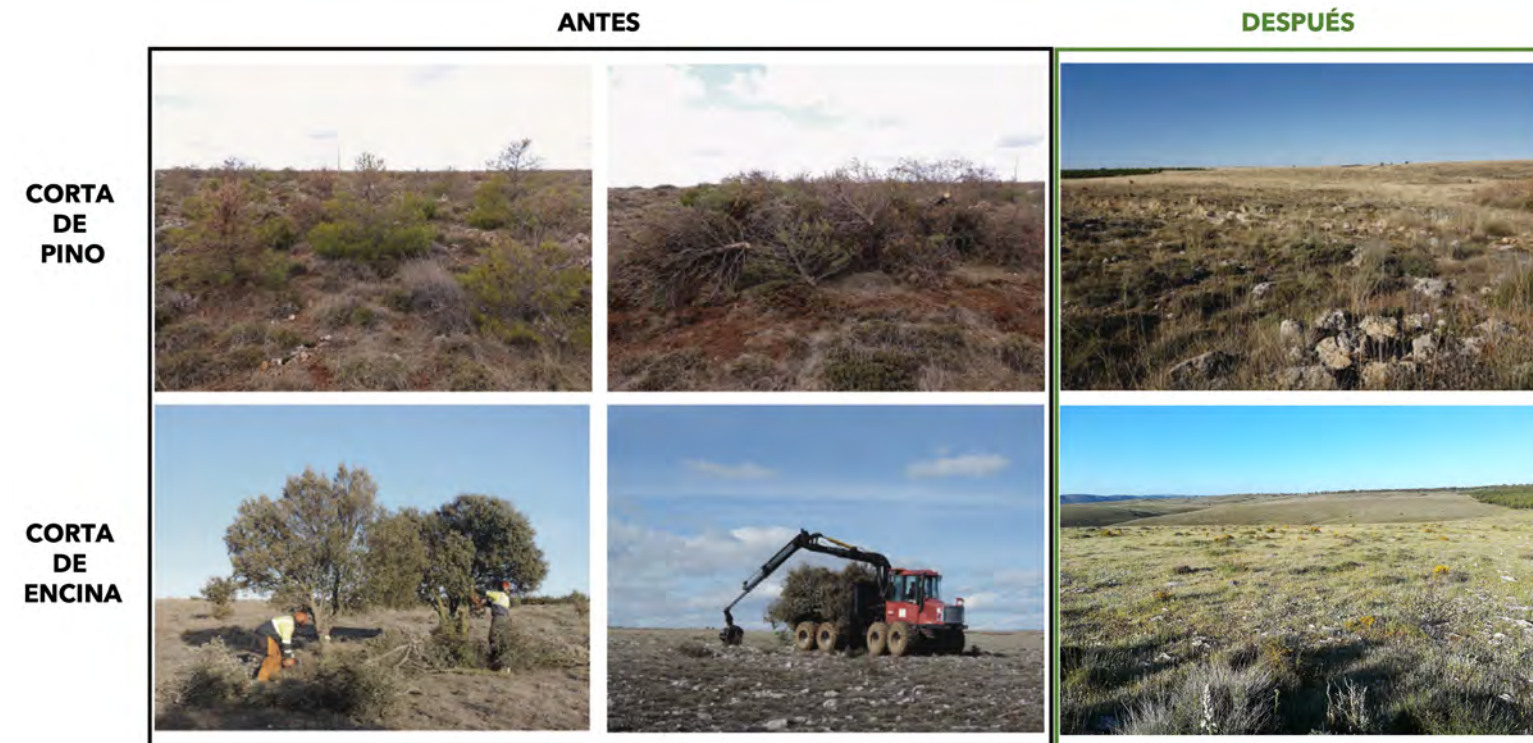 ANTES
DESPUÉS
CORTA
DE
PINO
CORTA
DE
ENCINA